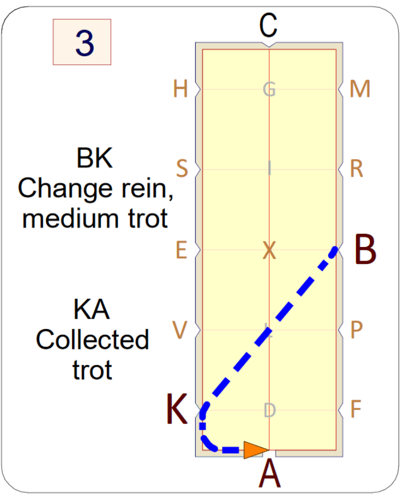 3
C
H G M
BK
Change rein,
medium trot
S I R
E X B
KA
Collected
trot
V L P
K D F
A